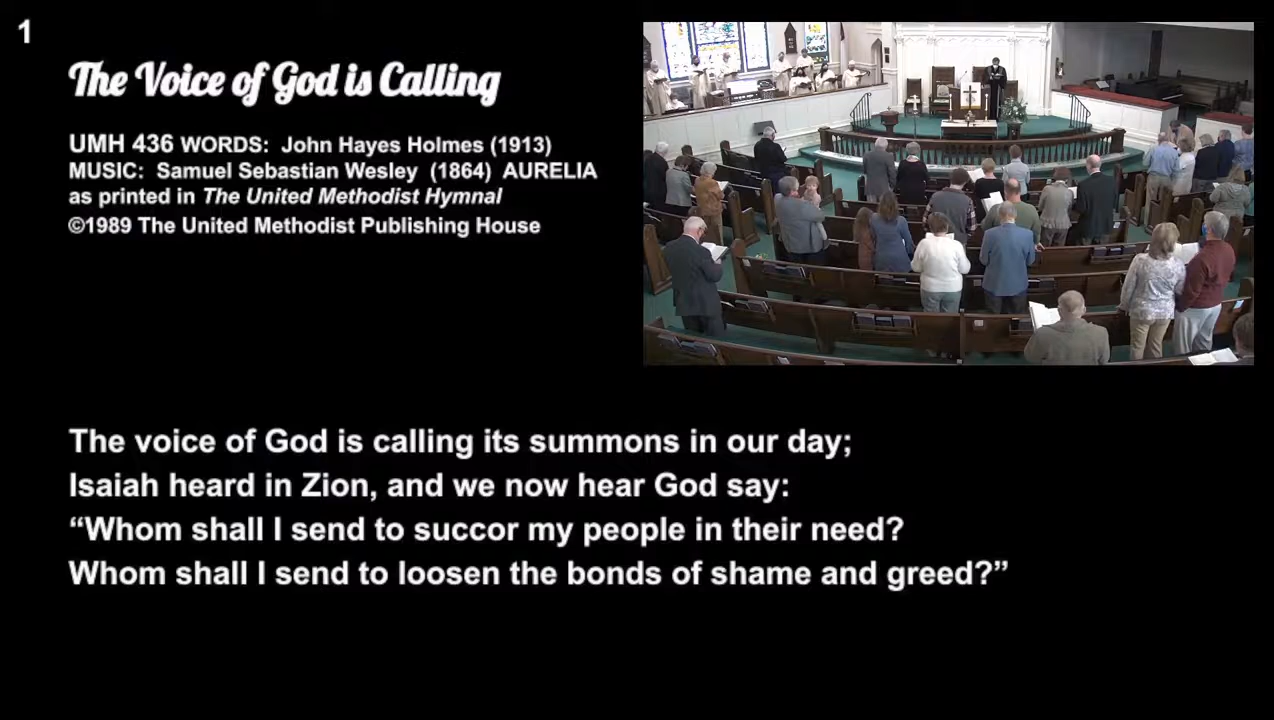 1
The Voice of God is Calling
UMH 436 WORDS: John Hayes Holmes (1913)
MUSIC: Samuel Sebastian Wesley (1864) AURELIA
as printed in The United Methodist Hymnal
©1989 The United Methodist Publishing House
The voice of God is calling its summons in our day;
Isaiah heard in Zion, and we now hear God say:
“Whom shall I send to succor my people in their need?
Whom shall I send to loosen the bonds of shame and greed?”